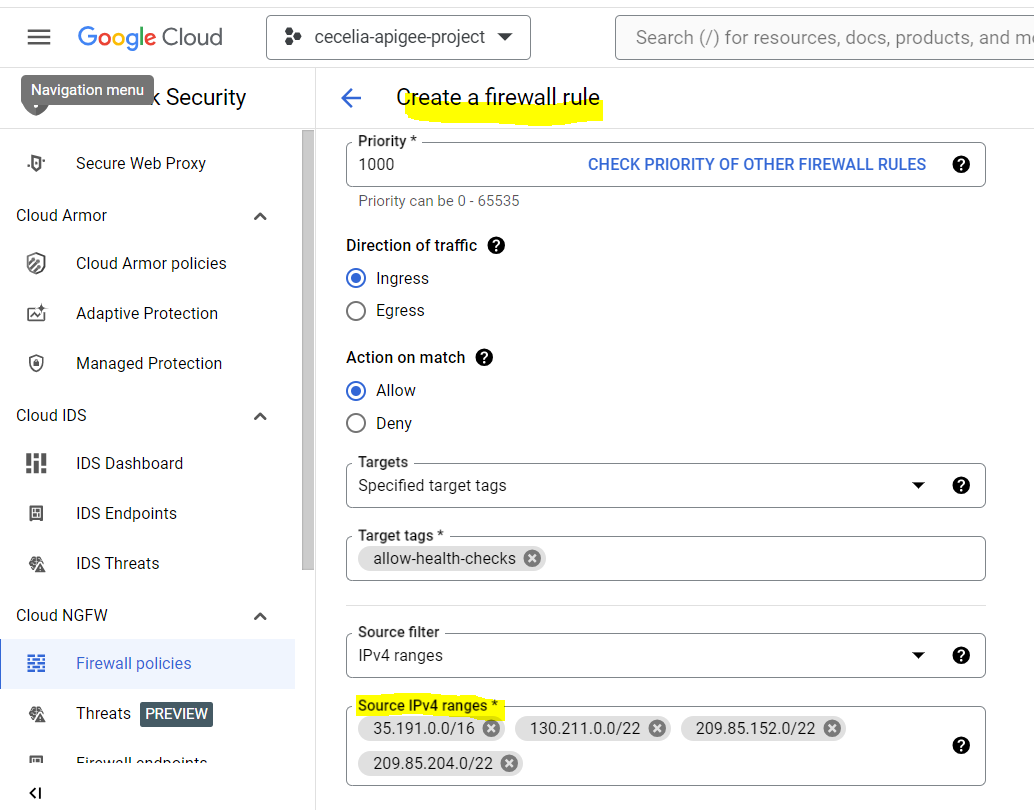 Google Cloud
cecelia-apigee-project
Search (/) for resources, docs, products, and m
Navigation menu
k Security
Create a firewall rule
Secure Web Proxy
Cloud Armor
Cloud Armor policies
Adaptive Protection
Managed Protection
Cloud IDS
IDS Dashboard
IDS Endpoints
IDS Threats
Cloud NGFW
Firewall policies
Threats PREVIEW
Firewall endpoints
Priority *
1000 CHECK PRIORITY OF OTHER FIREWALL RULES
Priority can be 0 - 65535
Direction of traffic
Ingress
Egress
Action on match
Allow
Deny
Targets
Specified target tags
Target tags *
allow-health-checks
Source filter
IPv4 ranges
Source IPv4 ranges *
35.191.0.0/16 130.211.0.0/22 209.85.152.0/22
209.85.204.0/22